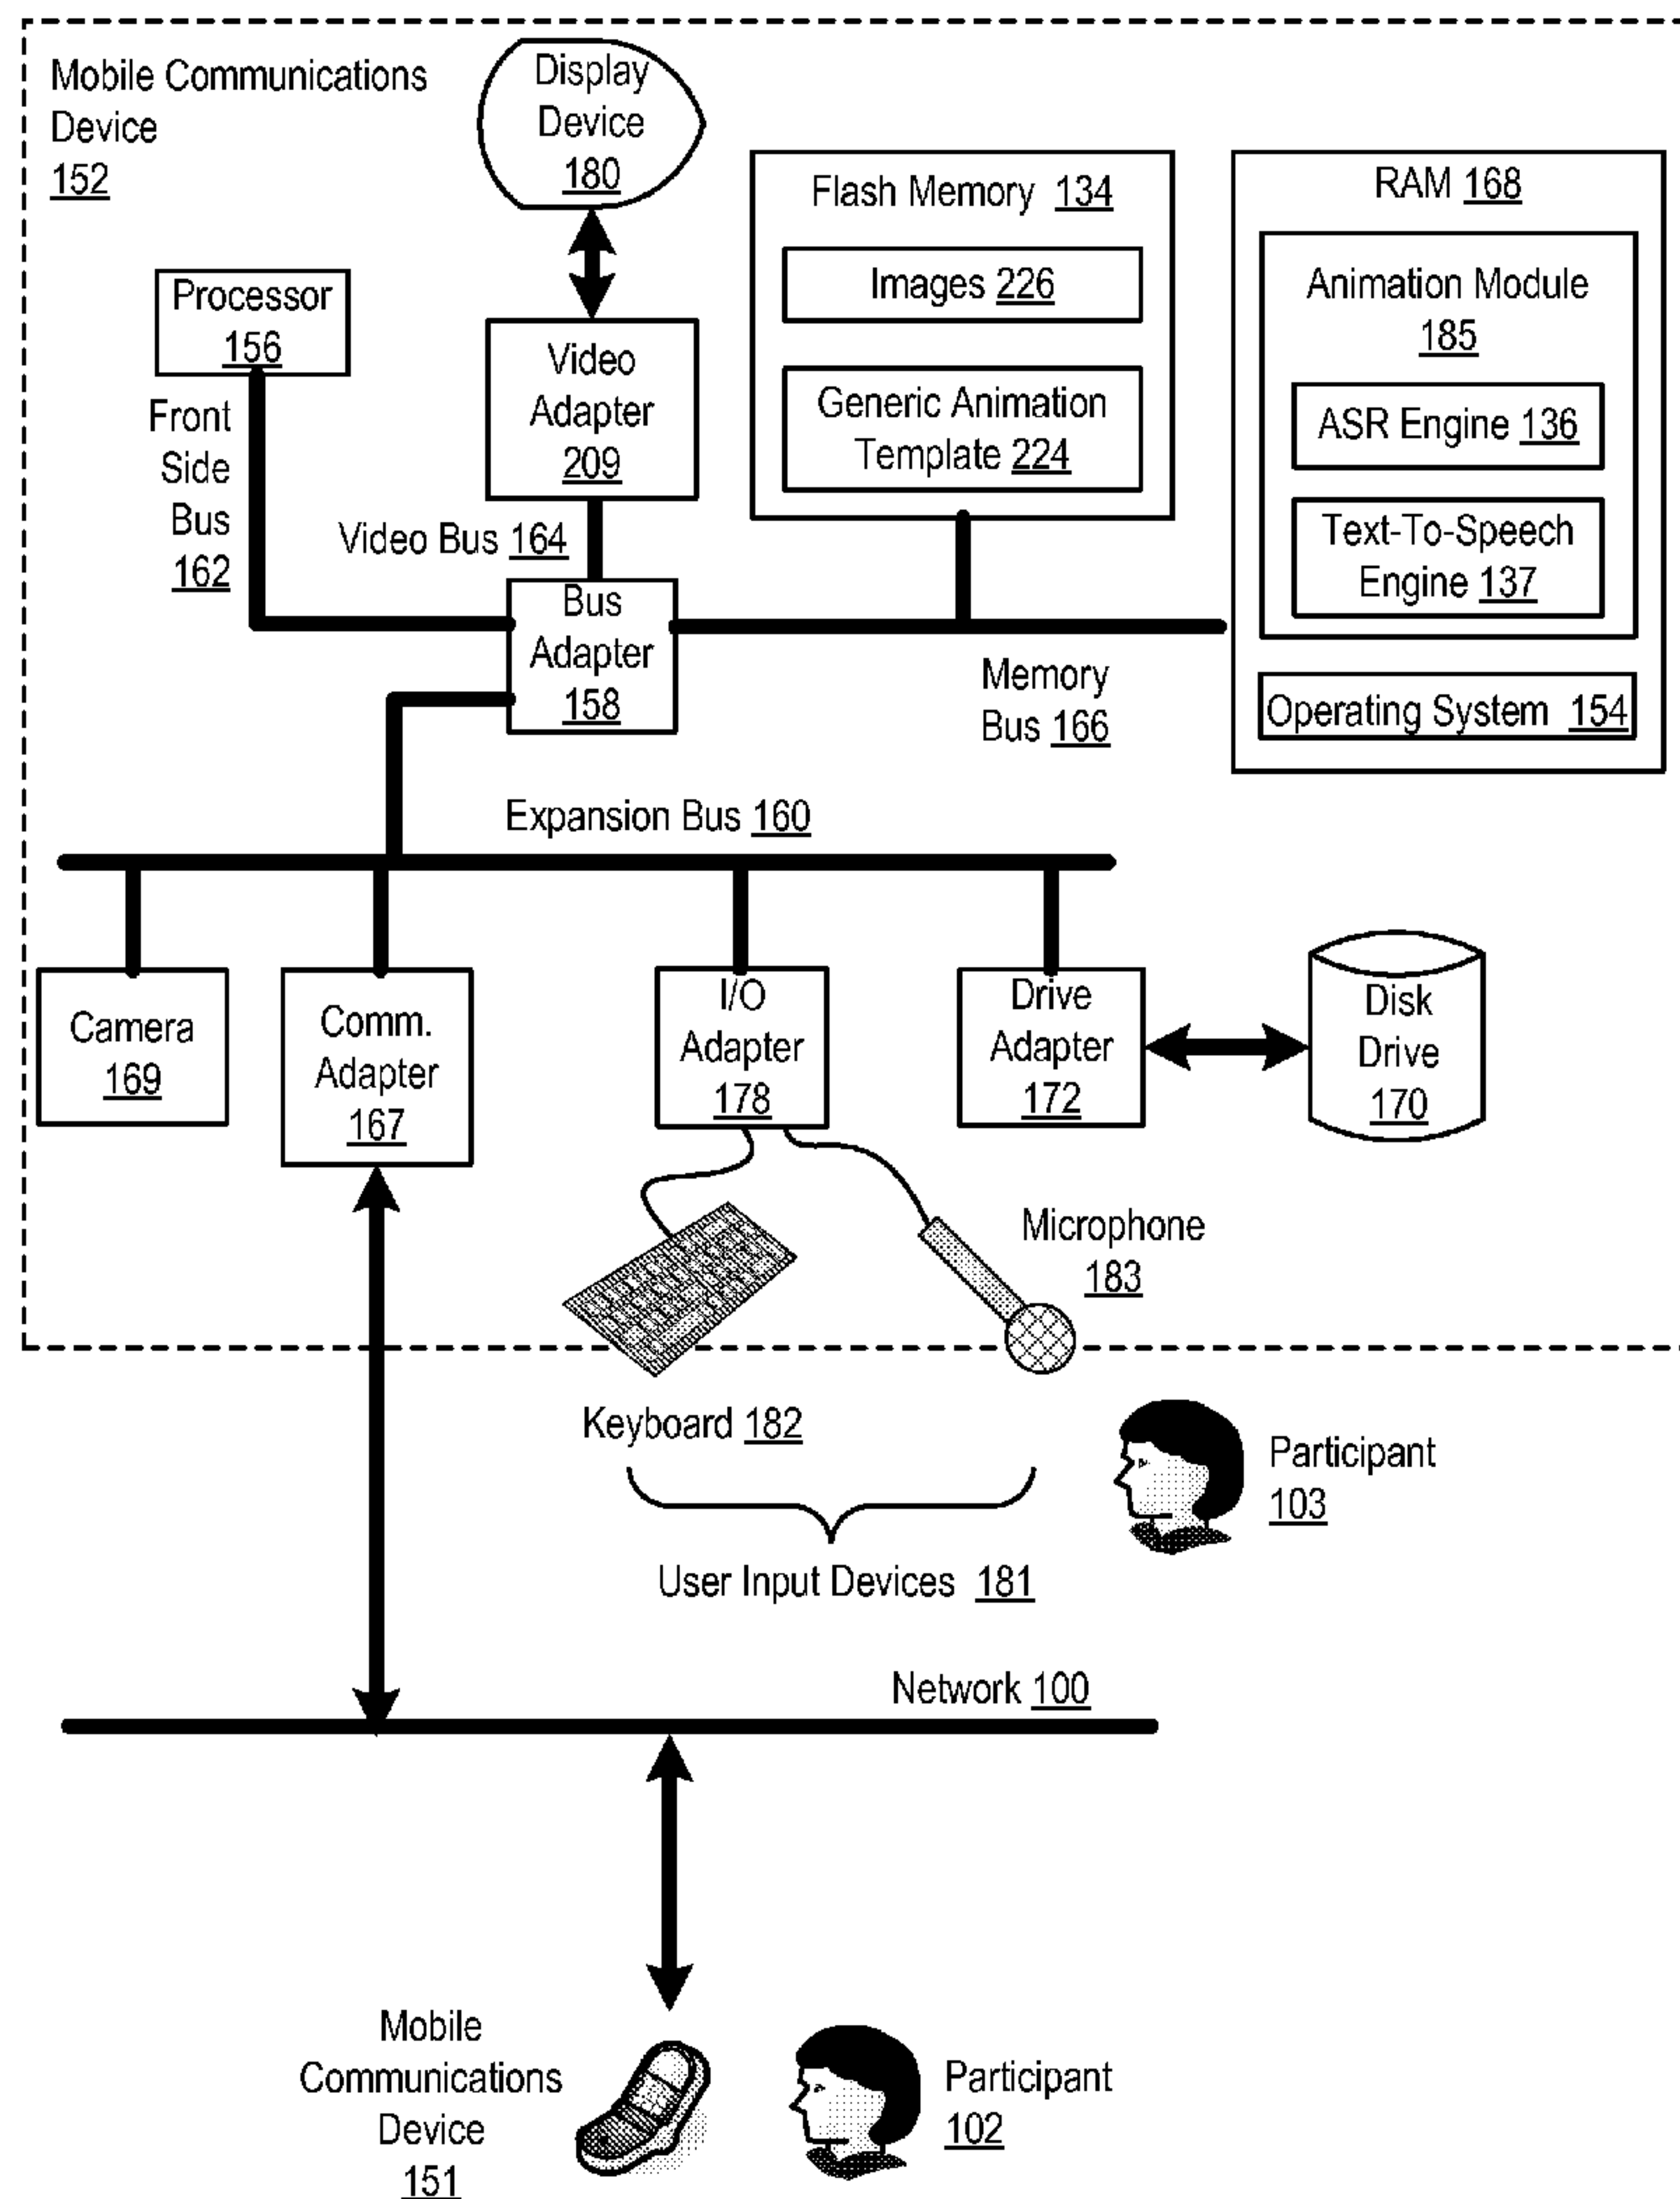 Mobile Communications
Device
152
Display
Device
180
Flash Memory 134
Images 226
Generic Animation
Template 224
RAM 168
Animation Module
185
ASR Engine 136
Text-To-Speech
Engine 137
Operating System 154
Processor
156
Front
Side
Bus
162
Video
Adapter
209
Video Bus 164
Bus
Adapter
158
Memory
Bus 166
Expansion Bus 160
Camera
169
Comm.
Adapter
167
I/O
Adapter
178
Drive
Adapter
172
Disk
Drive
170
Microphone
183
Keyboard 182
Participant
103
User Input Devices 181
Network 100
Mobile
Communications
Device
151
Participant
102